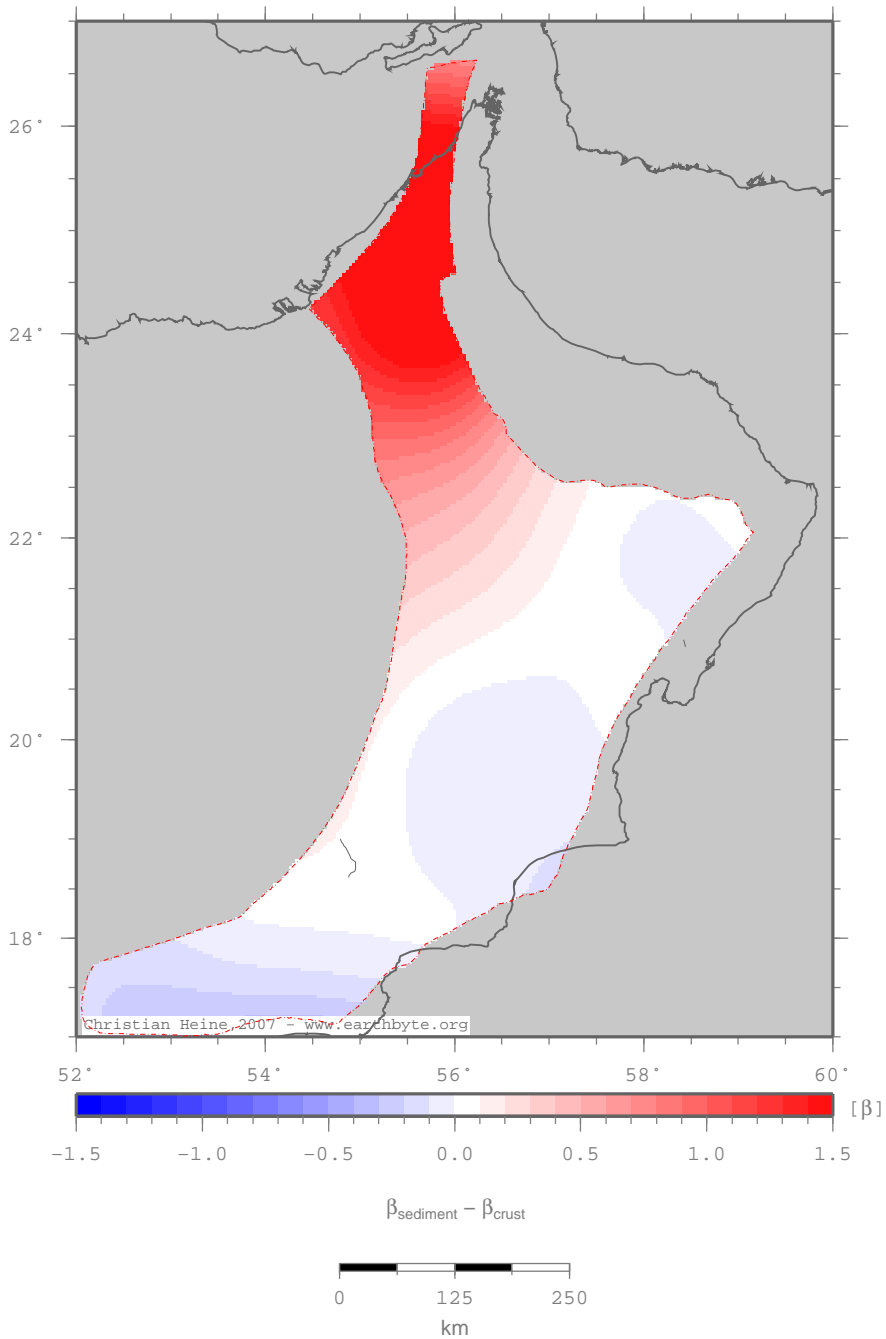 26°
24°
22°
20°
18°
Christian Heine 2007 - www.earthbyte.org
52° 54° 56° 58° 60°
[β]
-1.5 -1.0 -0.5 0.0 0.5 1.0 1.5
βsediment – βcrust
0 125 250
km